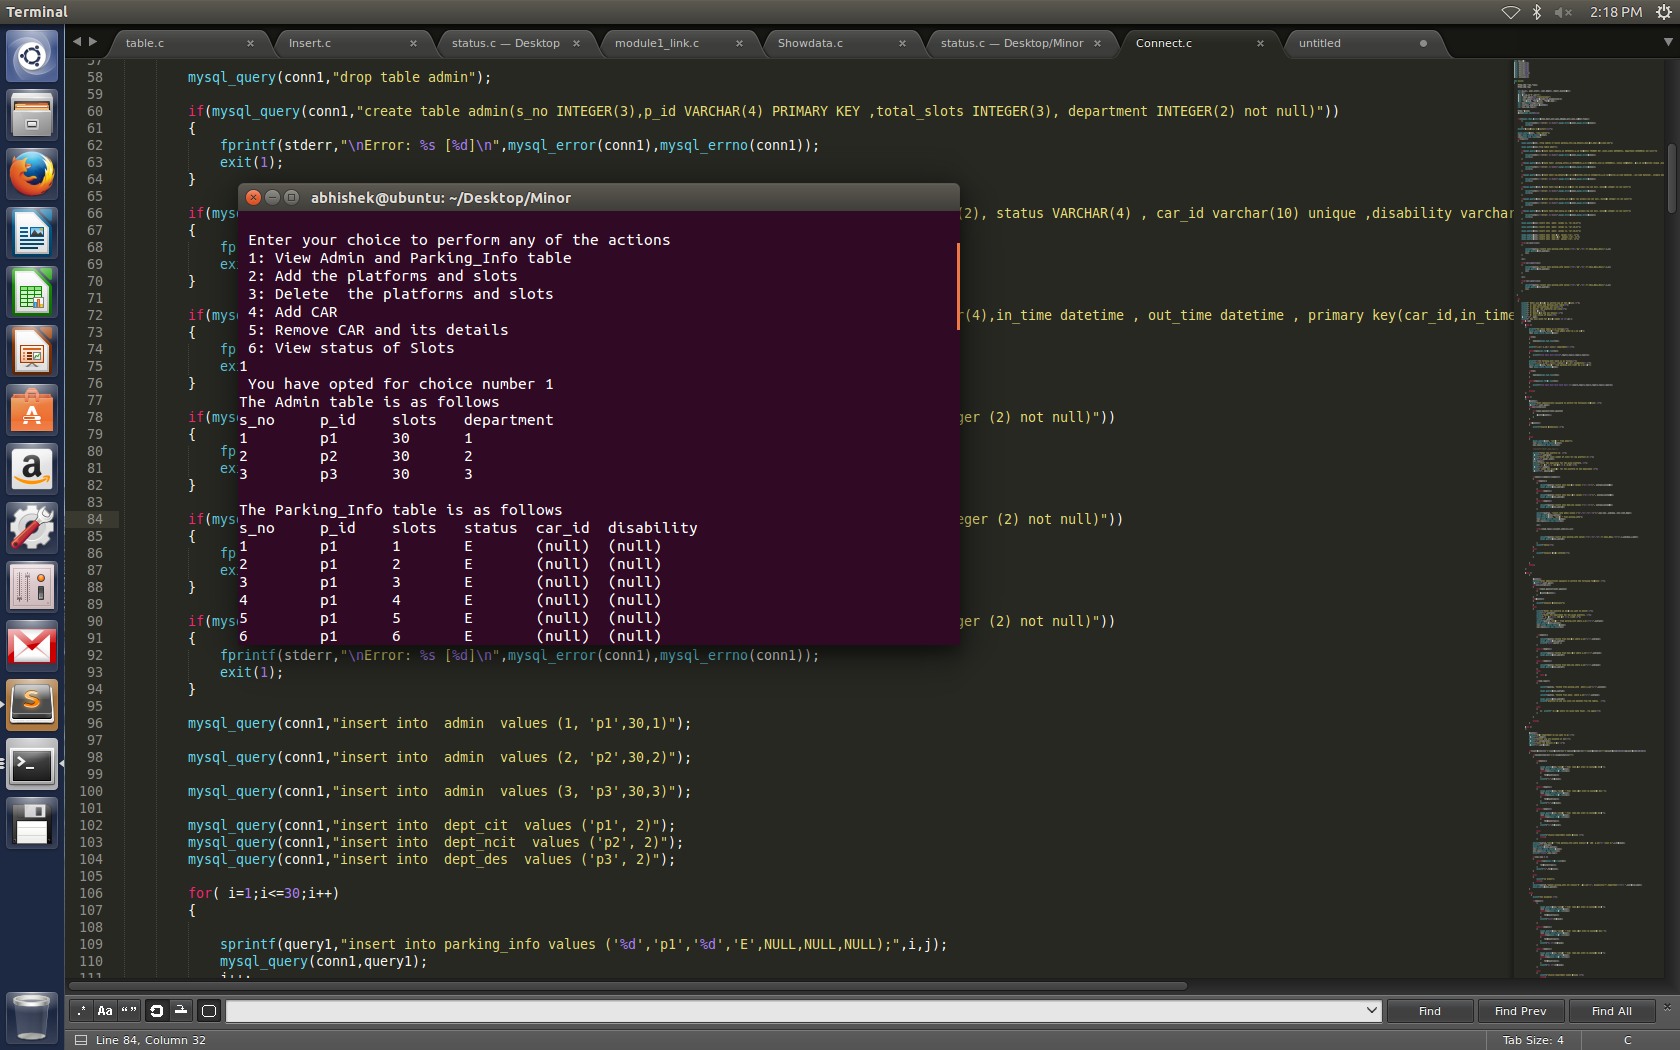 Terminal
2:18 PM
table.c
Insert.c
status.c — Desktop
module1_link.c
Showdata.c
status.c — Desktop/Minor
Connect.c
untitled
57
58 mysql_query(conn1,"drop table admin");
59
60 if(mysql_query(conn1,"create table admin(s_no INTEGER(3),p_id VARCHAR(4) PRIMARY KEY ,total_slots INTEGER(3), department INTEGER(2) not null)"))
61 {
62 fprintf(stderr,"\nError: %s [%d]\n",mysql_error(conn1),mysql_errno(conn1));
63 exit(1);
64 }
65
66 if(mys (2), status VARCHAR(4) , car_id varchar(10) unique ,disability varchar
67 {
68 fp
69 ex
70 }
71
72 if(mys (4),in_time datetime , out_time datetime , primary key(car_id,in_time
73 {
74 fp
75 ex
76 }
77
78 if(mys ger (2) not null)"))
79 {
80 fp
81 ex
82 }
83
84 if(mys eger (2) not null)"))
85 {
86 fp
87 ex
88 }
89
90 if(mys ger (2) not null)"))
91 {
92 fprintf(stderr,"\nError: %s [%d]\n",mysql_error(conn1),mysql_errno(conn1));
93 exit(1);
94 }
95
96 mysql_query(conn1,"insert into  admin  values (1, 'p1',30,1)");
97
98 mysql_query(conn1,"insert into  admin  values (2, 'p2',30,2)");
99
100 mysql_query(conn1,"insert into  admin  values (3, 'p3',30,3)");
101
102 mysql_query(conn1,"insert into  dept_cit  values ('p1', 2)");
103 mysql_query(conn1,"insert into  dept_ncit  values ('p2', 2)");
104 mysql_query(conn1,"insert into  dept_des  values ('p3', 2)");
105
106 for( i=1;i<=30;i++)
107 {
108
109 sprintf(query1,"insert into parking_info values ('%d','p1','%d','E',NULL,NULL,NULL);",i,j);
110 mysql_query(conn1,query1);
111 j++;
abhishek@ubuntu: ~/Desktop/Minor
Enter your choice to perform any of the actions
1: View Admin and Parking_Info table
2: Add the platforms and slots
3: Delete  the platforms and slots
4: Add CAR
5: Remove CAR and its details
6: View status of Slots
1
You have opted for choice number 1
The Admin table is as follows
s_no p_id slots department
1 p1 30 1
2 p2 30 2
3 p3 30 3
The Parking_Info table is as follows
s_no p_id slots status car_id disability
1 p1 1 E (null) (null)
2 p1 2 E (null) (null)
3 p1 3 E (null) (null)
4 p1 4 E (null) (null)
5 p1 5 E (null) (null)
6 p1 6 E (null) (null)
.* Aa “ ”
Find
Find Prev
Find All
Line 84, Column 32
Tab Size: 4
C